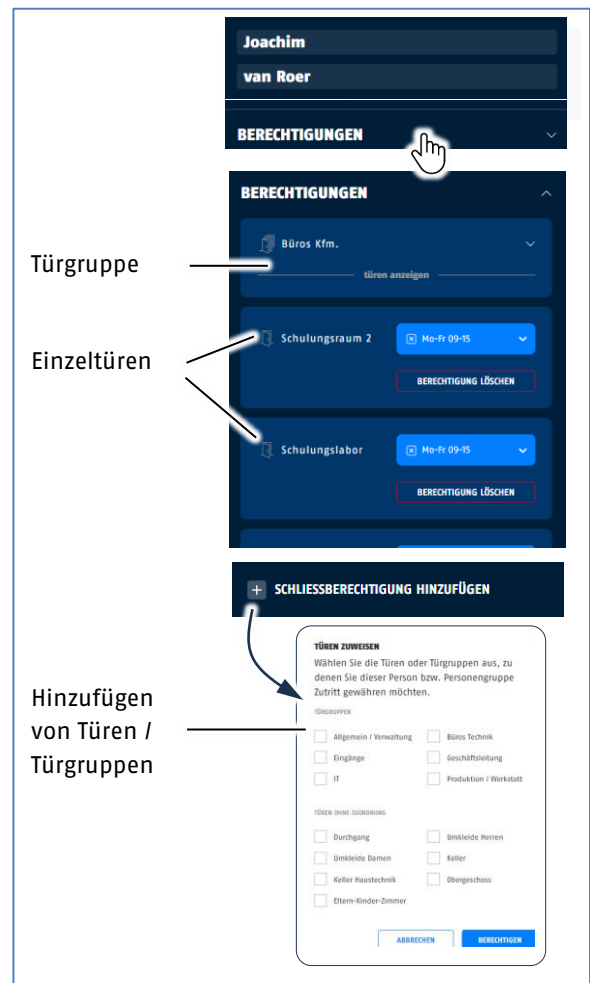 Joachim
van Roer
BERECHTIGUNGEN
BERECHTIGUNGEN
Büros Kfm.
türen anzeigen
Türgruppe
Schulungsraum 2
Mo-Fr 09-15
BERECHTIGUNG LÖSCHEN
Einzeltüren
Schulungslabor
Mo-Fr 09-15
BERECHTIGUNG LÖSCHEN
+ SCHLIESSBERECHTIGUNG HINZUFÜGEN
TÜREN ZUWEISEN
Wählen Sie die Türen oder Türgruppen aus, zu
denen Sie dieser Person bzw. Personengruppe
Zutritt gewähren möchten.
Hinzufügen
von Türen /
Türgruppen
TÜRGRUPPEN
Allgemein / Verwaltung
Büros Technik
Eingänge
Geschäftsleitung
IT
Produktion / Werkstatt
TÜREN OHNE ZUORDNUNG
Durchgang
Umkleide Herren
Umkleide Damen
Keller
Keller Haustechnik
Obergeschoss
Eltern-Kinder-Zimmer
ABBRECHEN
BERECHTIGEN